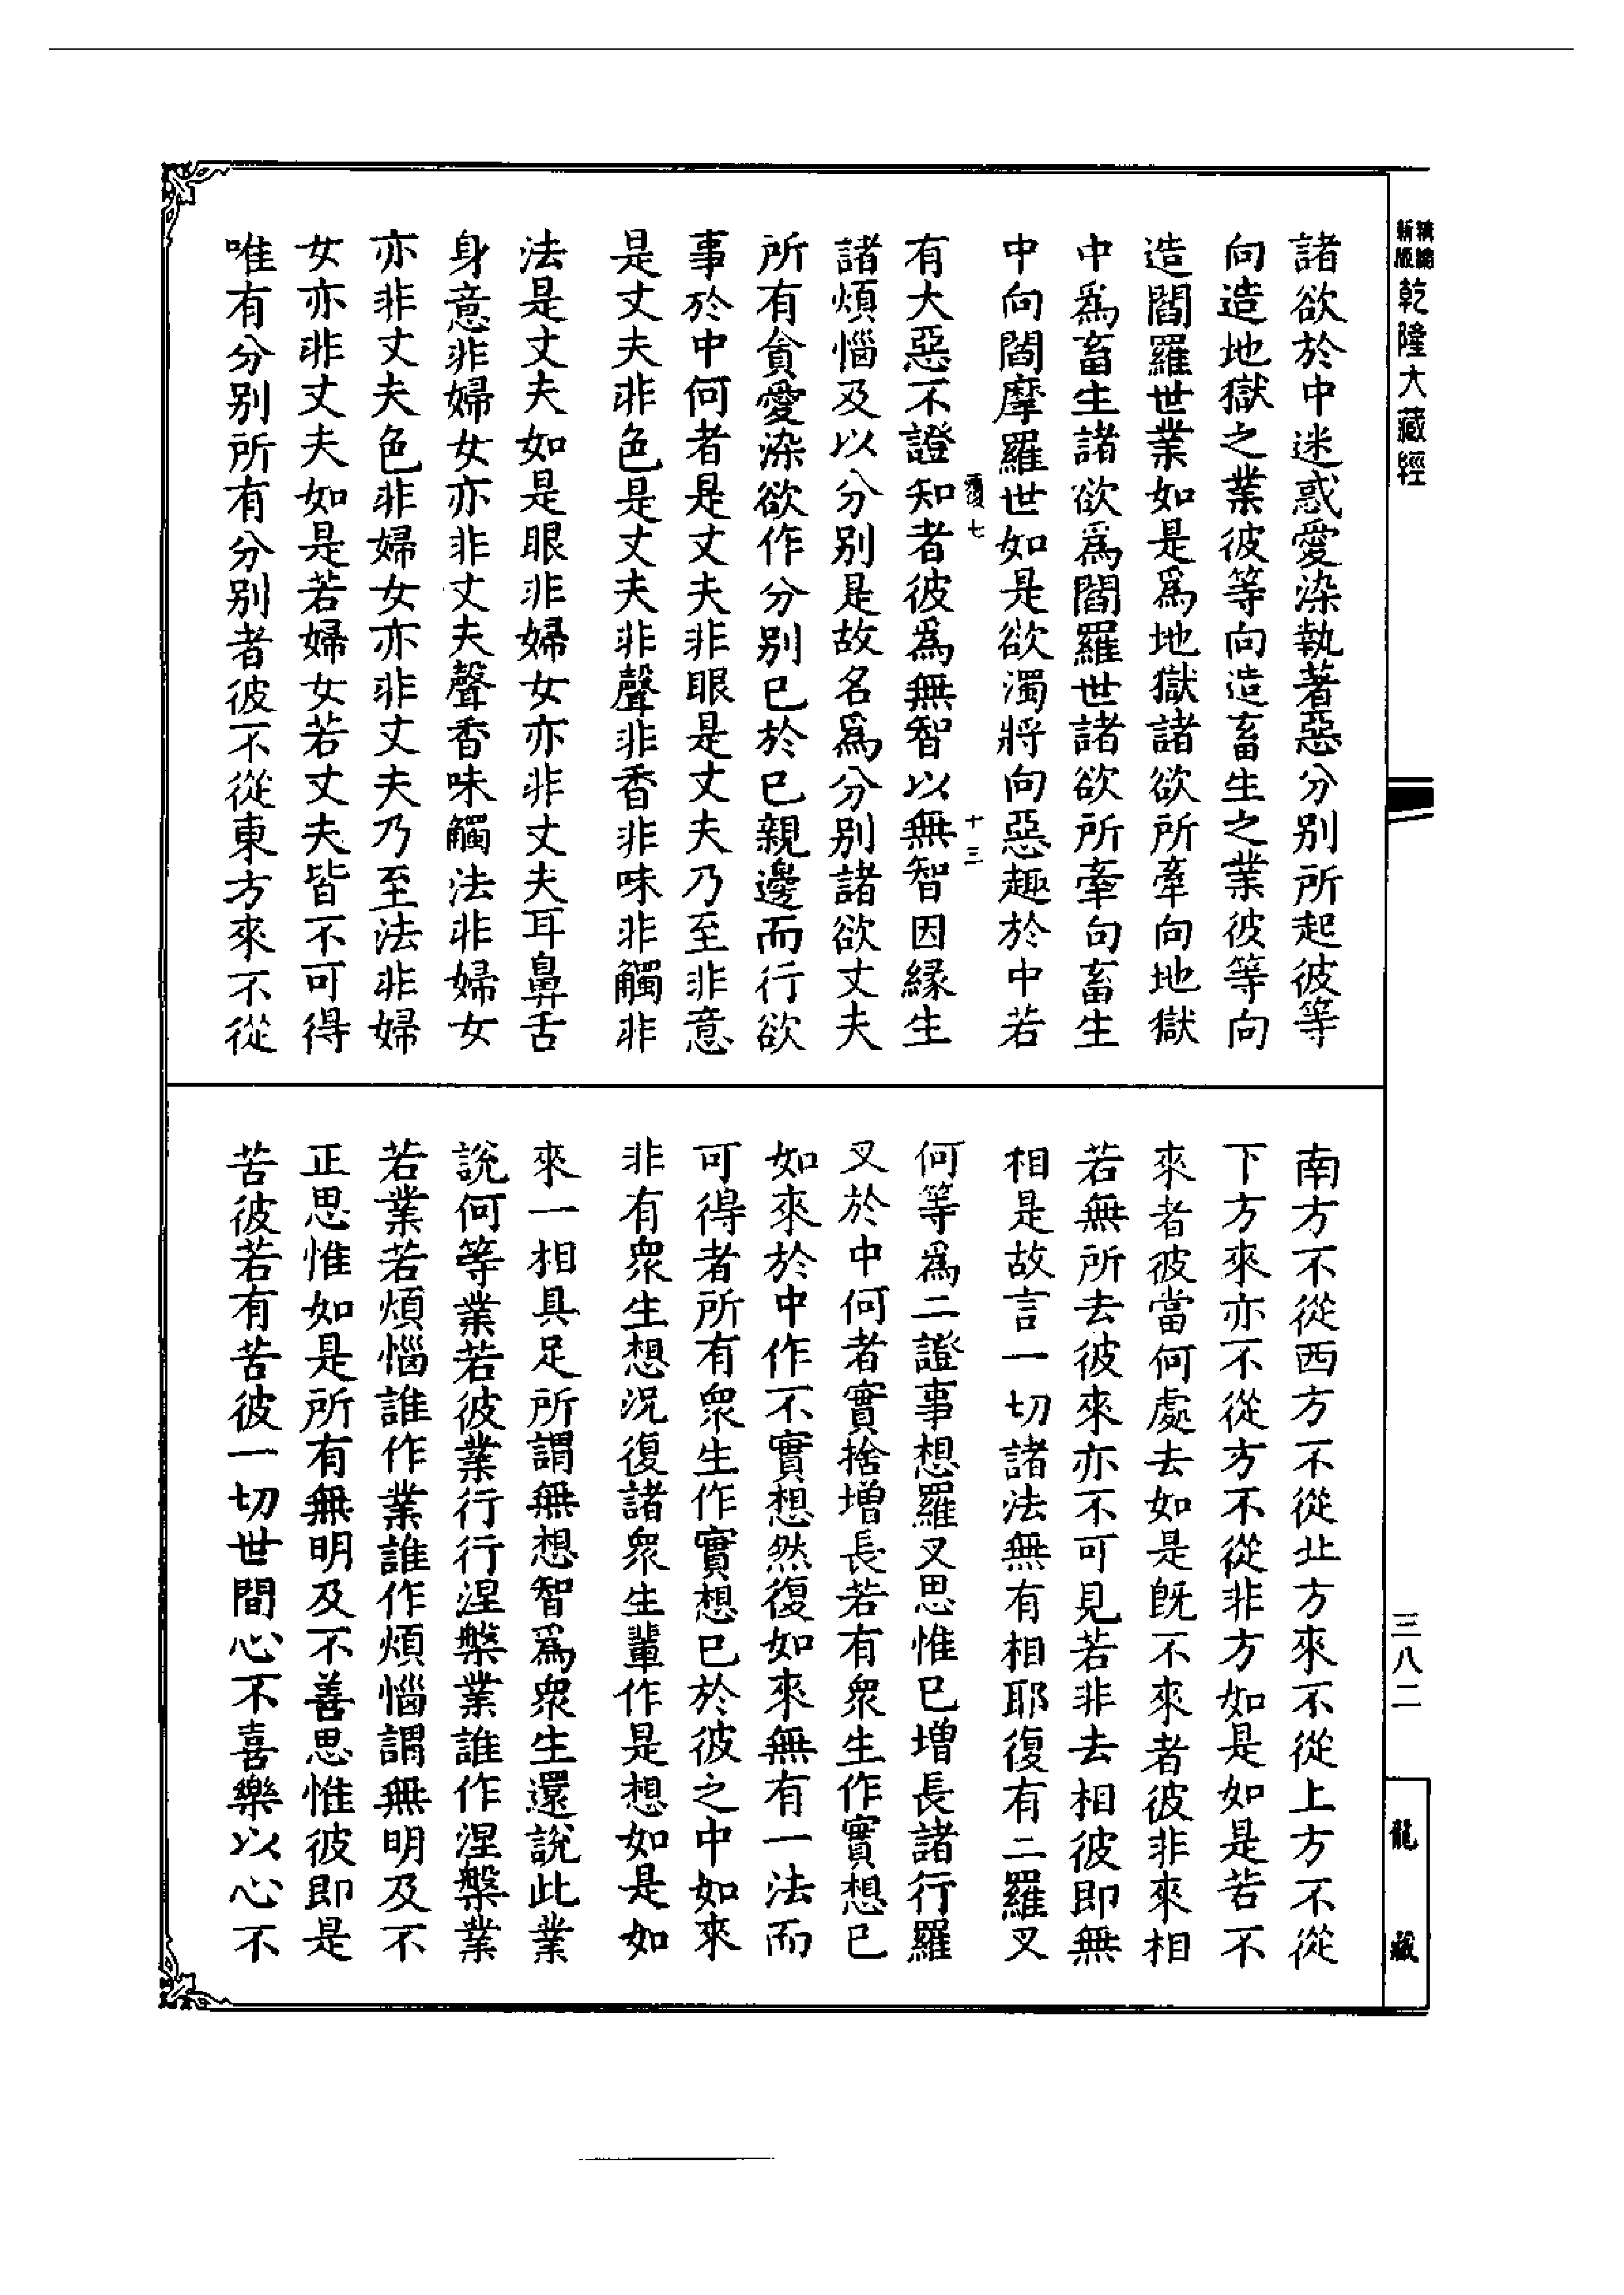 精編
新版
乾隆大藏經
諸欲於中迷惑愛染執著惡分别所起彼等
向造地獄之業彼等向造畜生之業彼等向
造閻羅世業如是爲地獄諸欲所牽向地獄
中爲畜生諸欲爲閻羅世諸欲所牽向畜生
中向閻摩羅世如是欲濁將向惡趣於中若
七
十三
有大惡不證知者彼爲無智以無智因緣生
諸煩惱及以分别是故名爲分别諸欲丈夫
所有貪愛染欲作分别已於已親邊而行欲
事於中何者是丈夫非眼是丈夫乃至非意
是丈夫非色是丈夫非聲非香非味非觸非
法是丈夫如是眼非婦女亦非丈夫耳鼻舌
身意非婦女亦非丈夫聲香味觸法非婦女
亦非丈夫色非婦女亦非丈夫乃至法非婦
女亦非丈夫如是若婦女若丈夫皆不可得
唯有分别所有分别者彼不從東方來不從
南方不從西方不從北方來不從上方不從
下方來亦不從方不從非方如是如是若不
來者彼當何處去如是旣不來者彼非來相
若無所去彼來亦不可見若非去相彼即無
相是故言一切諸法無有相耶復有二羅叉
何等爲二證事想羅叉思惟已增長諸行羅
叉於中何者實捨增長若有衆生作實想已
如來於中作不實想然復如來無有一法而
可得者所有衆生作實想已於彼之中如來
非有衆生想況復諸衆生輩作是想如是如
來一相具足所謂無想智爲衆生還說此業
說何等業若彼業行行涅槃業誰作涅槃業
若業若煩惱誰作業誰作煩惱謂無明及不
正思惟如是所有無明及不善思惟彼即是
苦彼若有苦彼一切世間心不喜樂以心不
三八二
龍藏